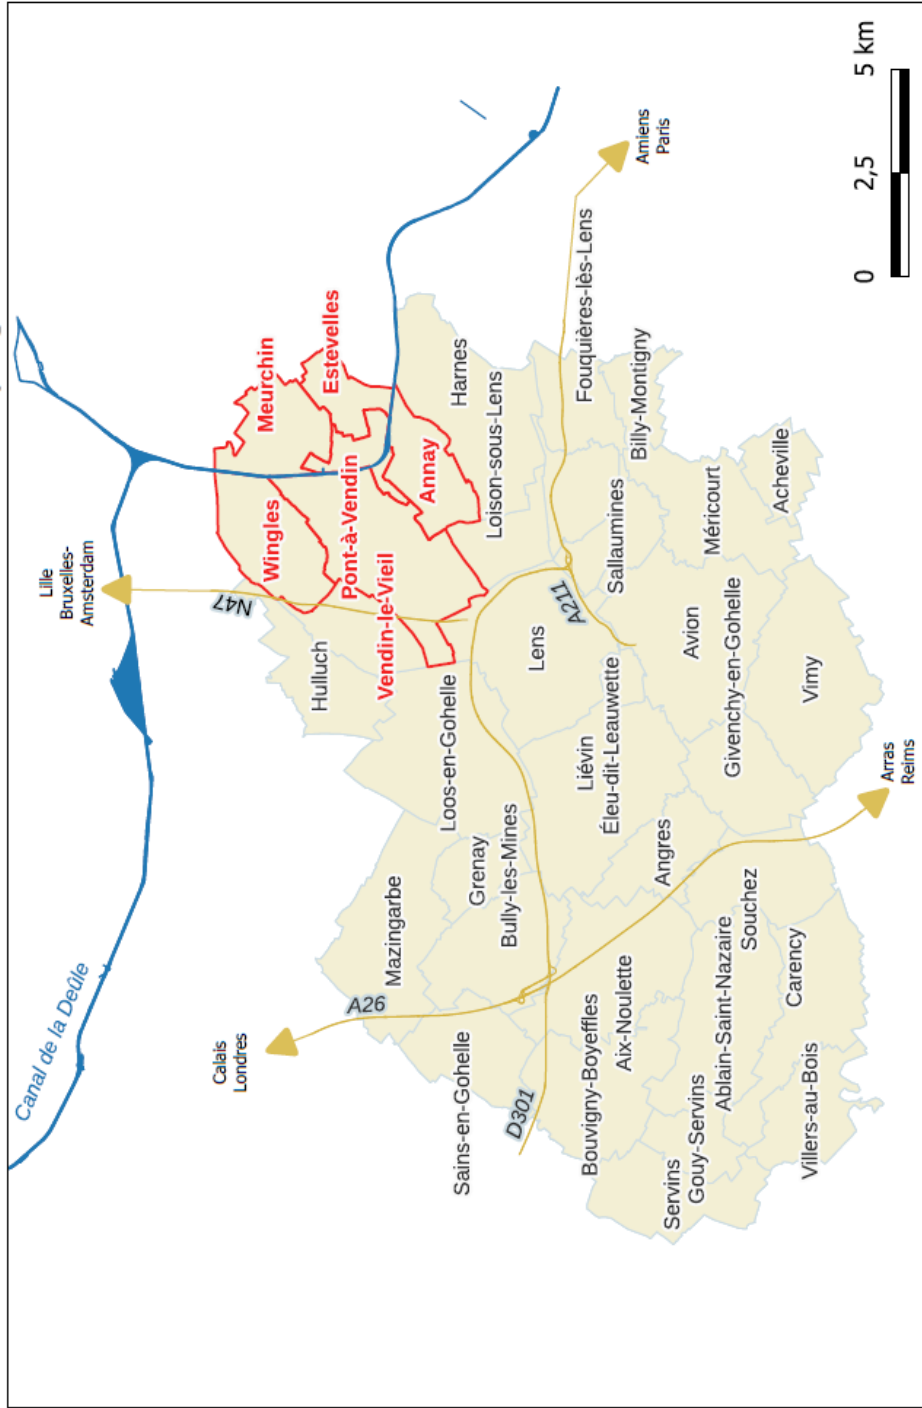 Canal de la Deûle
Lille
Bruxelles-
Amsterdam
Calais
Londres
N47
Meurchin
Estevelles
Wingles
Pont-à-Vendin
Vendin-le-Vieil
Annay
Hulluch
Harnes
Loison-sous-Lens
Mazingarbe
A26
Loos-en-Gohelle
Grenay
Bully-les-Mines
Lens
A211
Fouquières-lès-Lens
Amiens
Paris
Sains-en-Gohelle
D301
Billy-Montigny
Sallaumines
Liévin
Éleu-dit-Leauwette
Bouvigny-Boyeffles
Aix-Noulette
Angres
Avion
Méricourt
Acheville
Givenchy-en-Gohelle
Servins
Gouy-Servins
Ablain-Saint-Nazaire
Souchez
Carency
Villers-au-Bois
Vimy
Arras
Reims
0 2,5 5 km